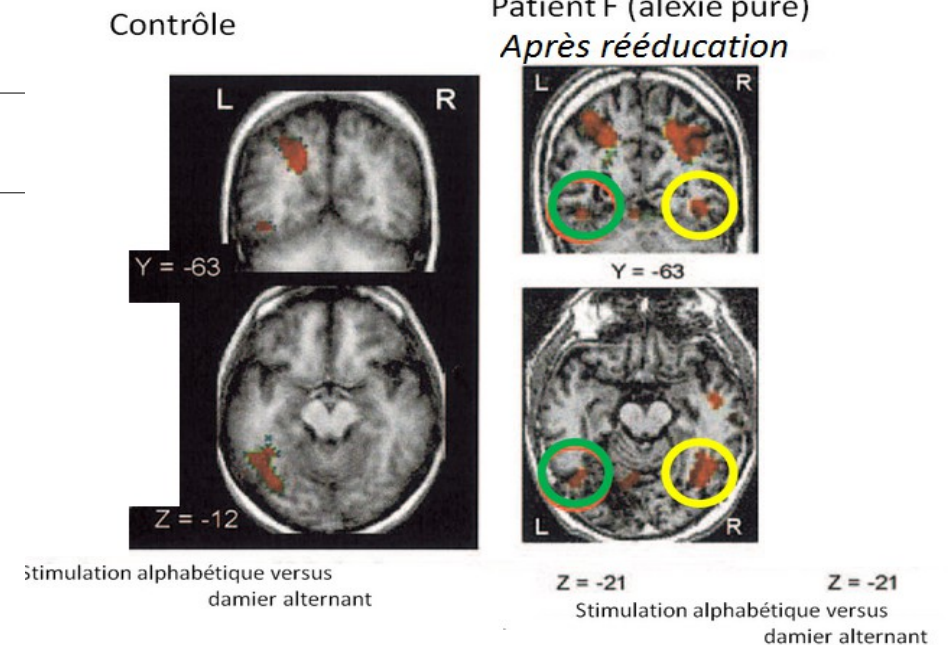 Contrôle
L R
Y = -63
Z = -12
Stimulation alphabétique versus
damier alternant
Patient F (alexie pure)
Après rééducation
L R
Y = -63
L R
Z = -21 Z = -21
Stimulation alphabétique versus
damier alternant